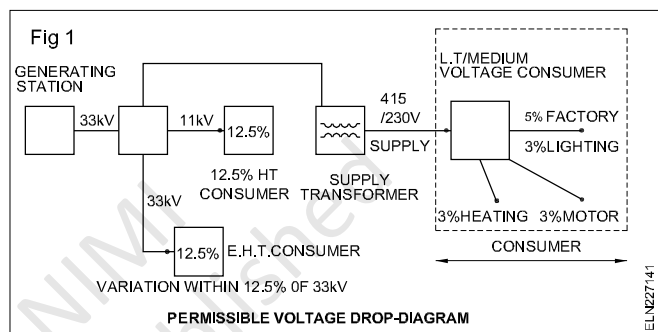 Fig 1
GENERATING
STATION
33kV
11kV
12.5%
12.5% HT
CONSUMER
33kV
12.5%
E.H.T.CONSUMER
VARIATION WITHIN 12.5% 0F 33kV
SUPPLY
TRANSFORMER
415
/230V
SUPPLY
L.T/MEDIUM
VOLTAGE CONSUMER
5% FACTORY
3%LIGHTING
3%HEATING
3%MOTOR
CONSUMER
PERMISSIBLE VOLTAGE DROP-DIAGRAM
ELN227141
NIMI
blished